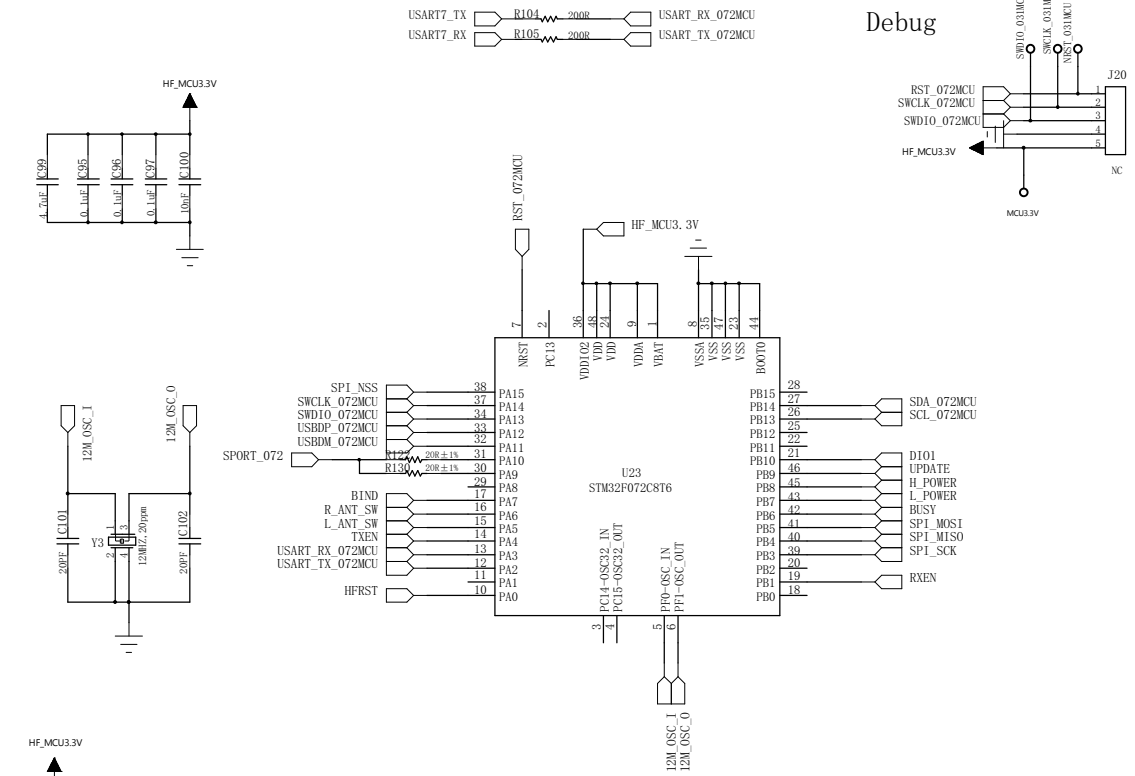 USART7_TX R104 200R USART_RX_072MCU
USART7_RX R105 200R USART_TX_072MCU
Debug
SWDIO_031MC
SWCLK_031M
NRST_031MCU
J20
RST_072MCU 1
SWCLK_072MCU 2
SWDIO_072MCU 3
4
HF_MCU3.3V 5
NC
MCU3.3V
HF_MCU3.3V
C99 4.7uF
C95 0.1uF
C96 0.1uF
C97 0.1uF
C100 10nF
RST_072MCU
HF_MCU3.3V
7 NRST
2 PC13
36 VDDIO2
48 VDD
24 VDD
9 VDDA
1 VBAT
8 VSSA
35 VSS
47 VSS
23 VSS
44 BOOT0
SPI_NSS 38 PA15
SWCLK_072MCU 37 PA14
SWDIO_072MCU 34 PA13
USBDP_072MCU 33 PA12
USBDM_072MCU 32 PA11
SPORT_072 20R±1% 31 PA10
R130 20R±1% 30 PA9
29 PA8
BIND 17 PA7
R_ANT_SW 16 PA6
L_ANT_SW 15 PA5
TXEN 14 PA4
USART_RX_072MCU 13 PA3
USART_TX_072MCU 12 PA2
11 PA1
HFRST 10 PA0
U23
STM32F072C8T6
PB15 28
PB14 27 SDA_072MCU
PB13 26 SCL_072MCU
PB12 25
PB11 22
PB10 21 DIO1
PB9 46 UPDATE
PB8 45 H_POWER
PB7 43 L_POWER
PB6 42 BUSY
PB5 41 SPI_MOSI
PB4 40 SPI_MISO
PB3 39 SPI_SCK
PB2 20
PB1 19 RXEN
PB0 18
PC14-OSC32_IN 3
PC15-OSC32_OUT 4
PF0-OSC_IN 5
PF1-OSC_OUT 6
12M_OSC_I
12M_OSC_O
12M_OSC_I
12M_OSC_O
C101 20PF
Y3 1 3 2 4 12MHZ,20ppm
C102 20PF
HF_MCU3.3V